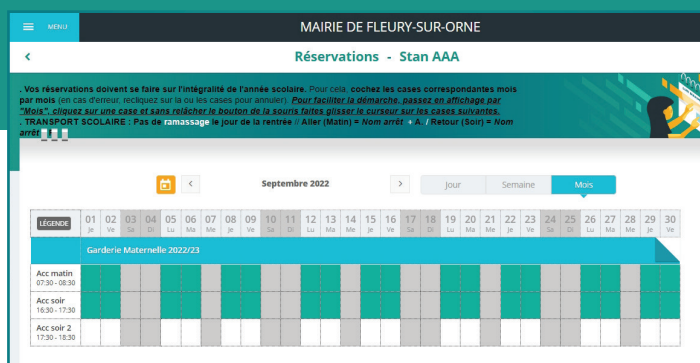 MENU
MAIRIE DE FLEURY-SUR-ORNE
Réservations - Stan AAA
. Vos réservations doivent se faire sur l'intégralité de l'année scolaire. Pour cela, cochez les cases correspondantes mois
par mois (en cas d'erreur, recliquez sur la ou les cases pour annuler). Pour faciliter la démarche, passez en affichage par
"Mois", cliquez sur une case et sans relâcher le bouton de la souris faites glisser le curseur sur les cases suivantes.
. TRANSPORT SCOLAIRE : Pas de ramassage le jour de la rentrée // Aller (Matin) = Nom arrêt + A. / Retour (Soir) = Nom
arrêt
Septembre 2022
Jour Semaine Mois
LÉGENDE 01 02 03 04 05 06 07 08 09 10 11 12 13 14 15 16 17 18 19 20 21 22 23 24 25 26 27 28 29 30
Je Ve Sa Di Lu Ma Me Je Ve Sa Di Lu Ma Me Je Ve Sa Di Lu Ma Me Je Ve Sa Di Lu Ma Me Je Ve
Garderie Maternelle 2022/23
Acc matin
07:30 - 08:30
Acc soir
16:30 - 17:30
Acc soir 2
17:30 - 18:30